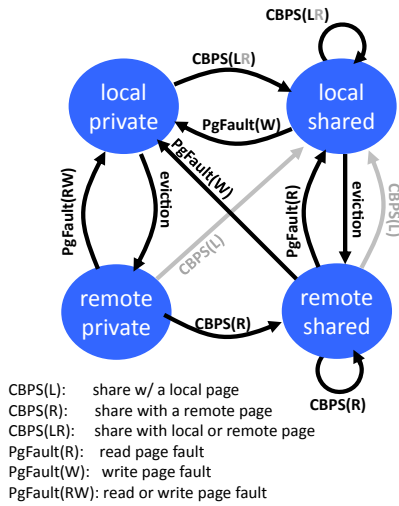 CBPS(LR)
CBPS(LR)
local
private
local
shared
PgFault(W)
PgFault(W)
PgFault(RW)
eviction
CBPS(L)
PgFault(R)
eviction
CBPS(L)
remote
private
remote
shared
CBPS(R)
CBPS(R)
CBPS(L): share w/ a local page
CBPS(R): share with a remote page
CBPS(LR): share with local or remote page
PgFault(R): read page fault
PgFault(W): write page fault
PgFault(RW): read or write page fault